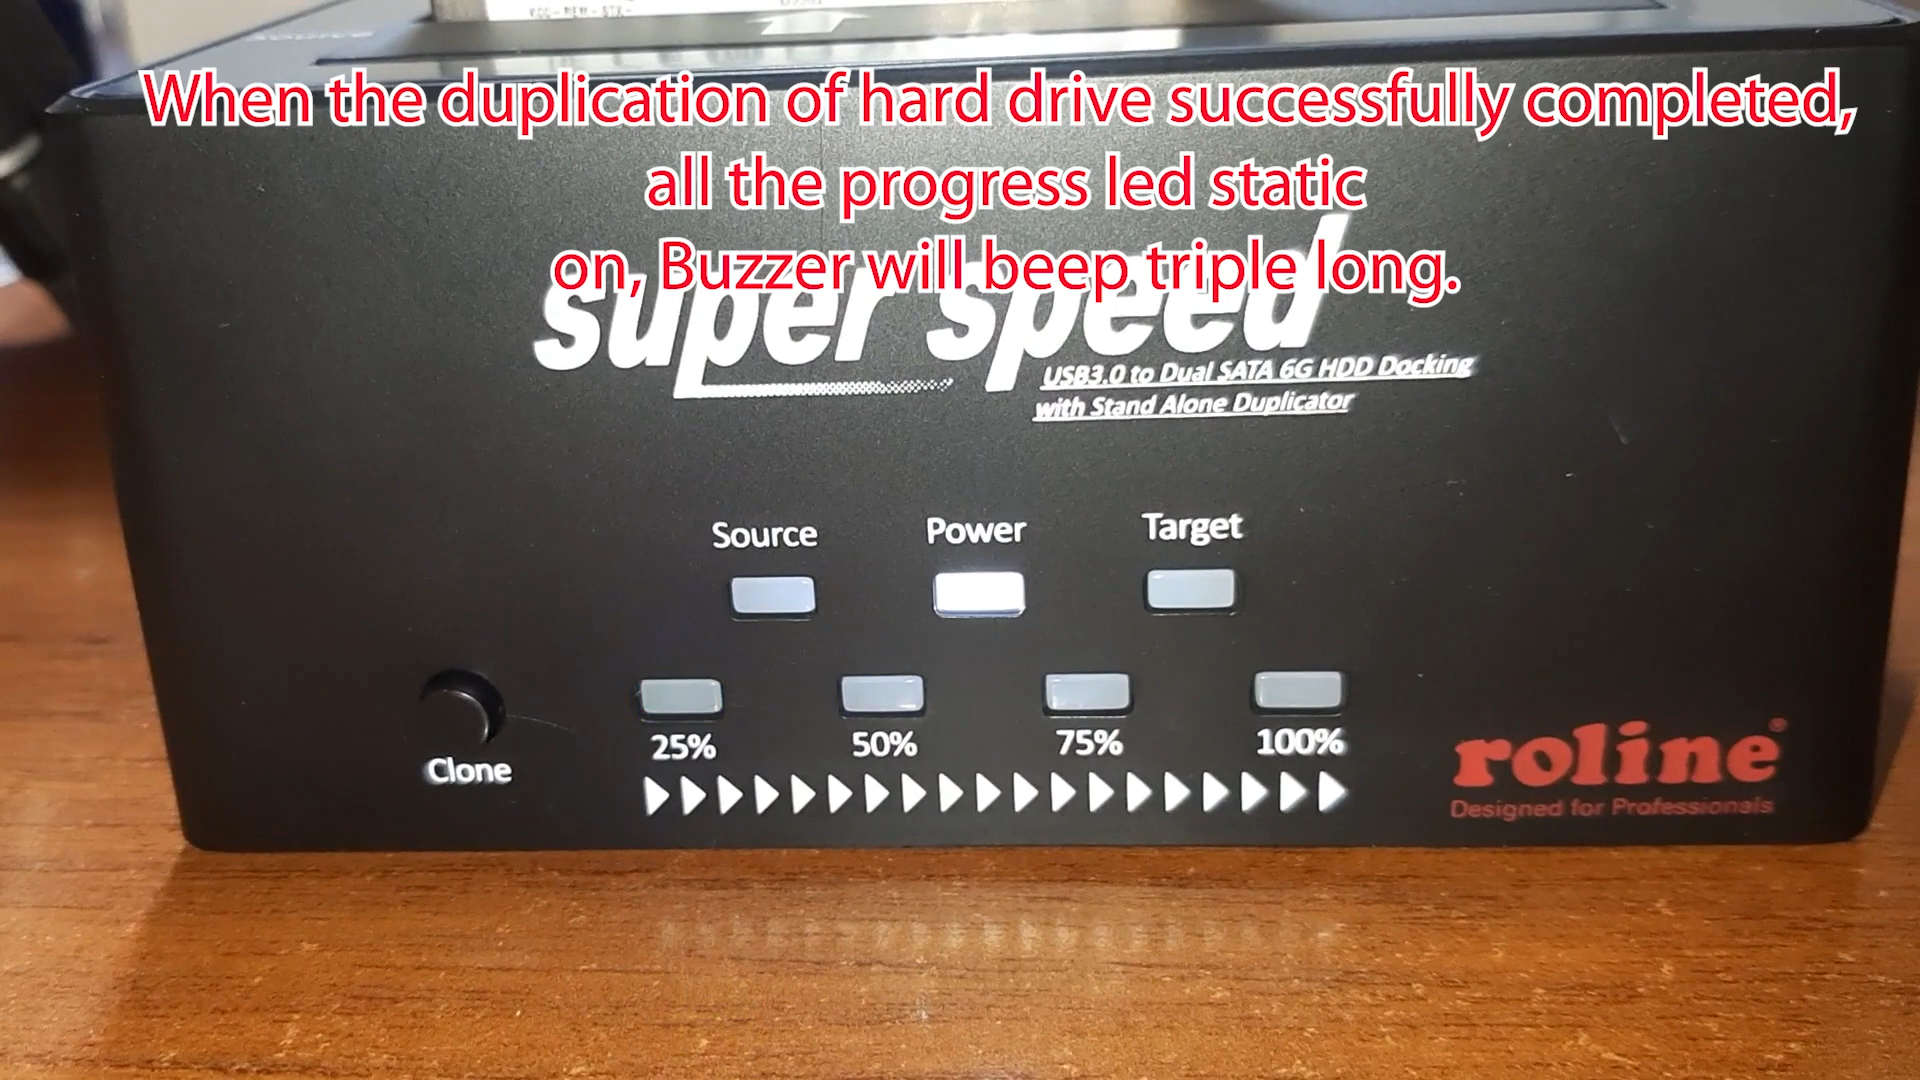 When the duplication of hard drive successfully completed,
all the progress led static
on, Buzzer will beep triple long.
super speed
USB3.0 to Dual SATA 6G HDD Docking
with Stand Alone Duplicator
Source
Power
Target
Clone
25%
50%
75%
100%
roline®
Designed for Professionals